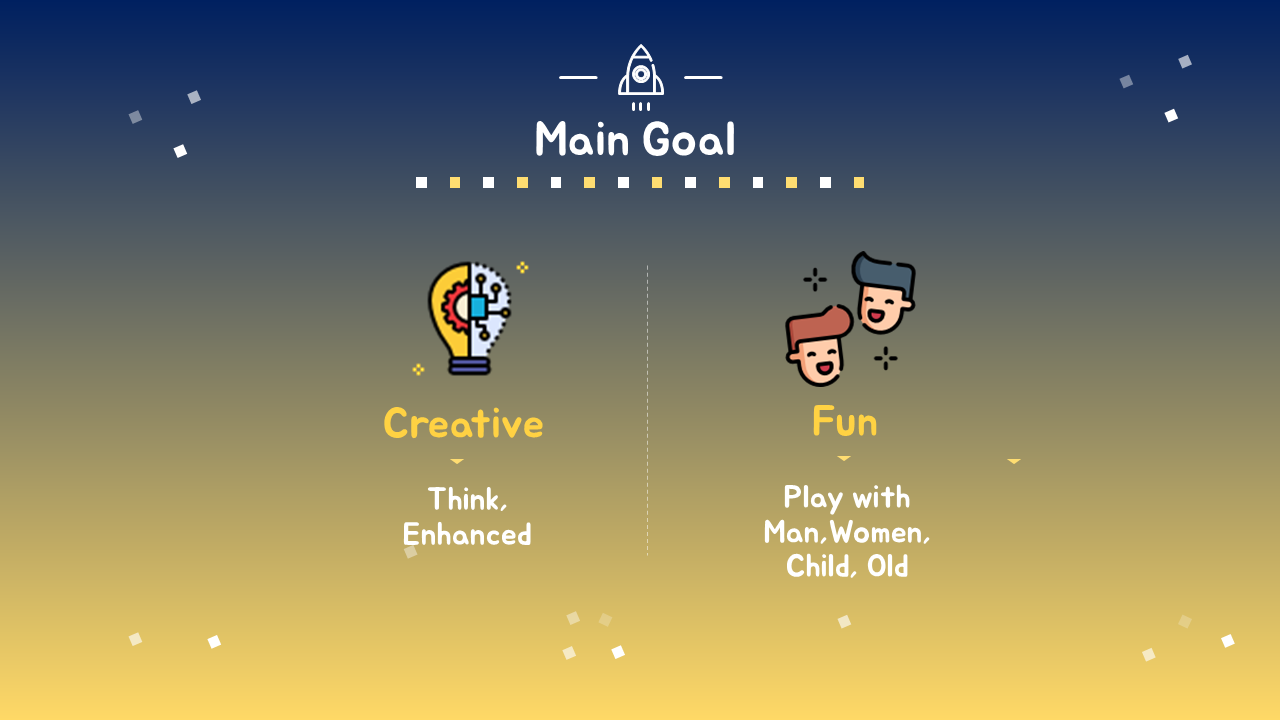 Main Goal
Creative
Think,
Enhanced
Fun
Play with
Man,Women,
Child, Old